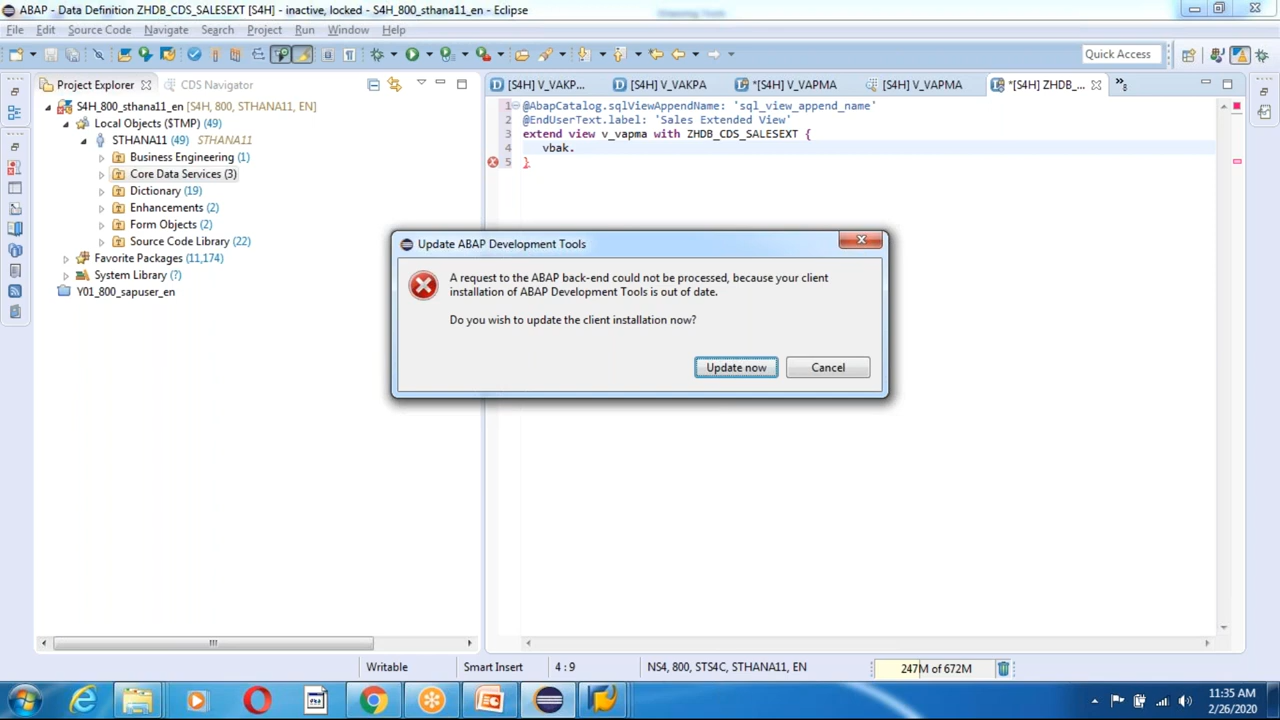 ABAP - Data Definition ZHDB_CDS_SALESEXT [S4H] - inactive, locked - S4H_800_sthana11_en - Eclipse
File Edit Source Code Navigate Search Project Run Window Help
Quick Access
Project Explorer CDS Navigator
[S4H] V_VAKP... [S4H] V_VAKPA *[S4H] V_VAPMA [S4H] V_VAPMA *[S4H] ZHDB_...
S4H_800_sthana11_en [S4H, 800, STHANA11, EN]
Local Objects ($TMP) (49)
STHANA11 (49) STHANA11
Business Engineering (1)
Core Data Services (3)
Dictionary (19)
Enhancements (2)
Form Objects (2)
Source Code Library (22)
Favorite Packages (11,174)
System Library (?)
Y01_800_sapuser_en
1 @AbapCatalog.sqlViewAppendName: 'sql_view_append_name'
2 @EndUserText.label: 'Sales Extended View'
3 extend view v_vapma with ZHDB_CDS_SALESEXT {
4 vbak.
5 }
Update ABAP Development Tools
A request to the ABAP back-end could not be processed, because your client
installation of ABAP Development Tools is out of date.
Do you wish to update the client installation now?
Update now Cancel
Writable Smart Insert 4 : 9 NS4, 800, STS4C, STHANA11, EN 247M of 672M
11:35 AM
2/26/2020